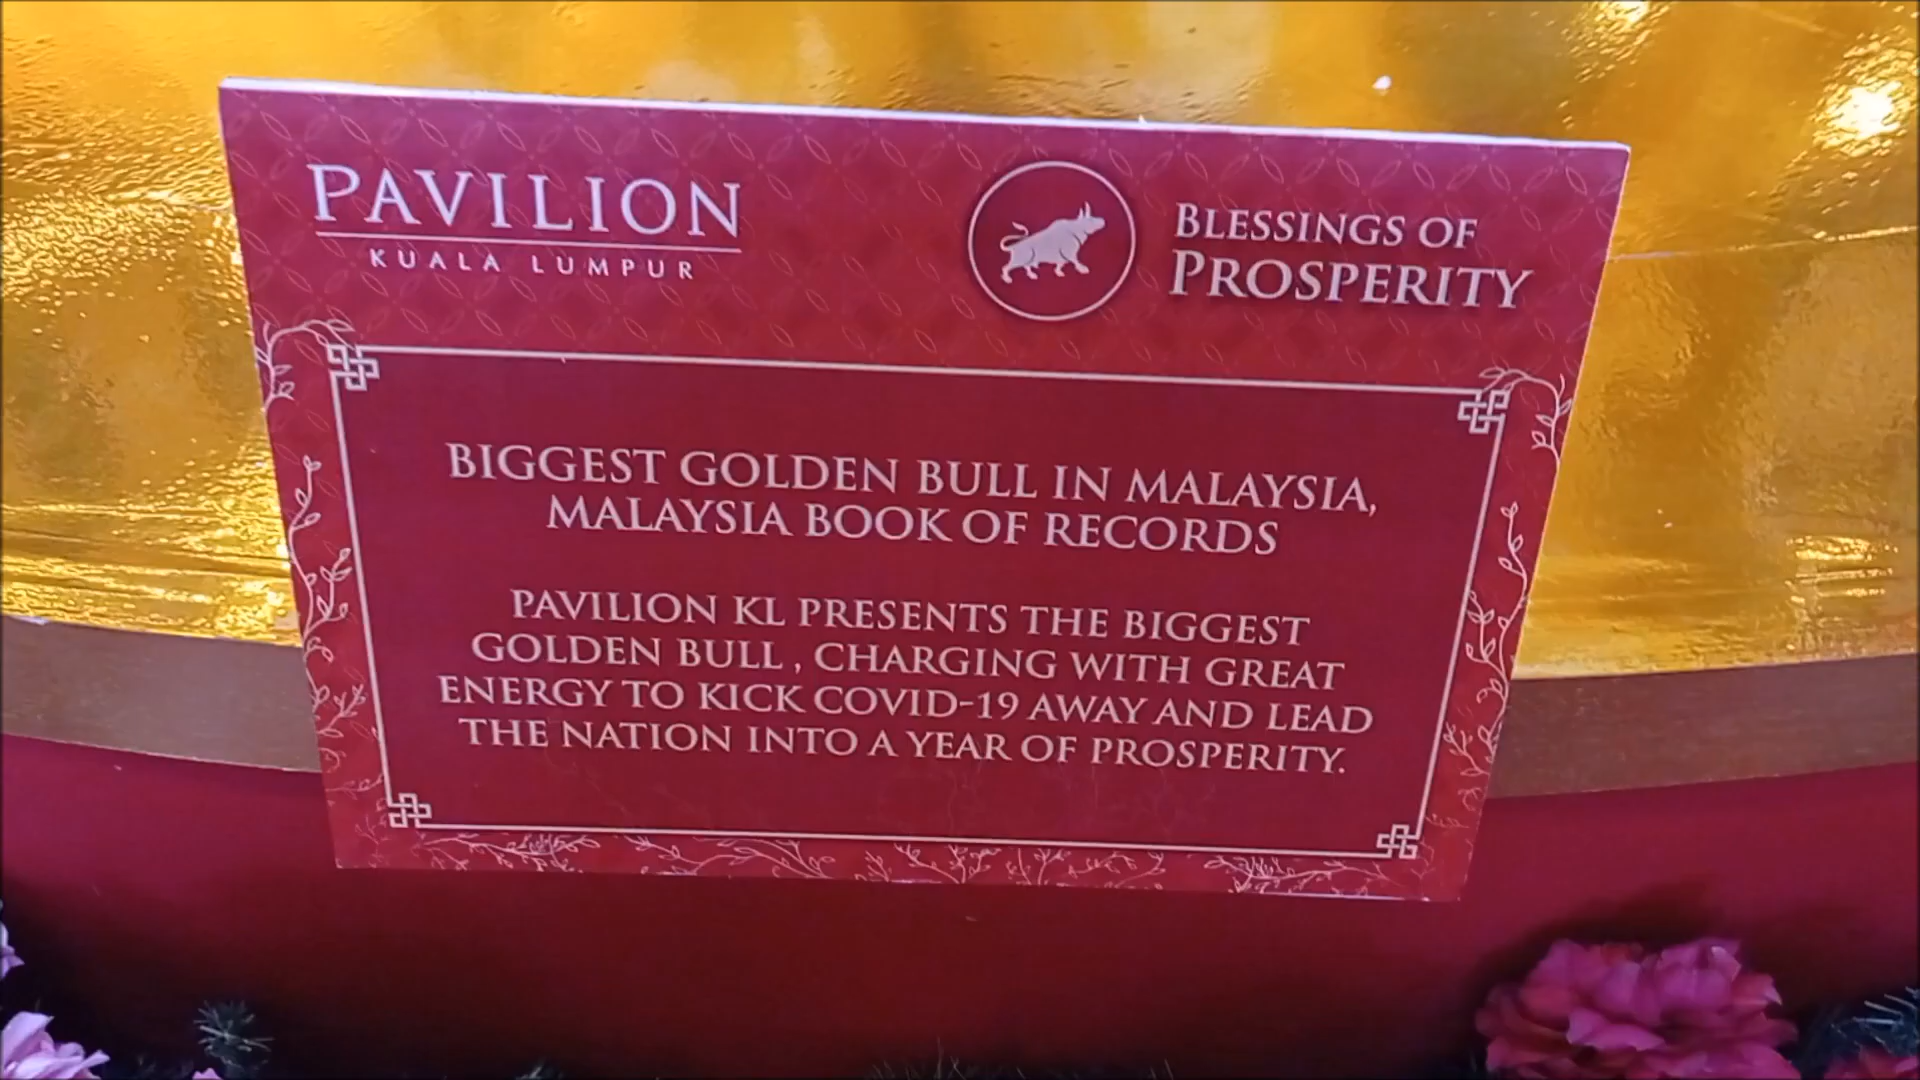 PAVILION
KUALA LUMPUR
BLESSINGS OF
PROSPERITY
BIGGEST GOLDEN BULL IN MALAYSIA,
MALAYSIA BOOK OF RECORDS
PAVILION KL PRESENTS THE BIGGEST
GOLDEN BULL , CHARGING WITH GREAT
ENERGY TO KICK COVID-19 AWAY AND LEAD
THE NATION INTO A YEAR OF PROSPERITY.